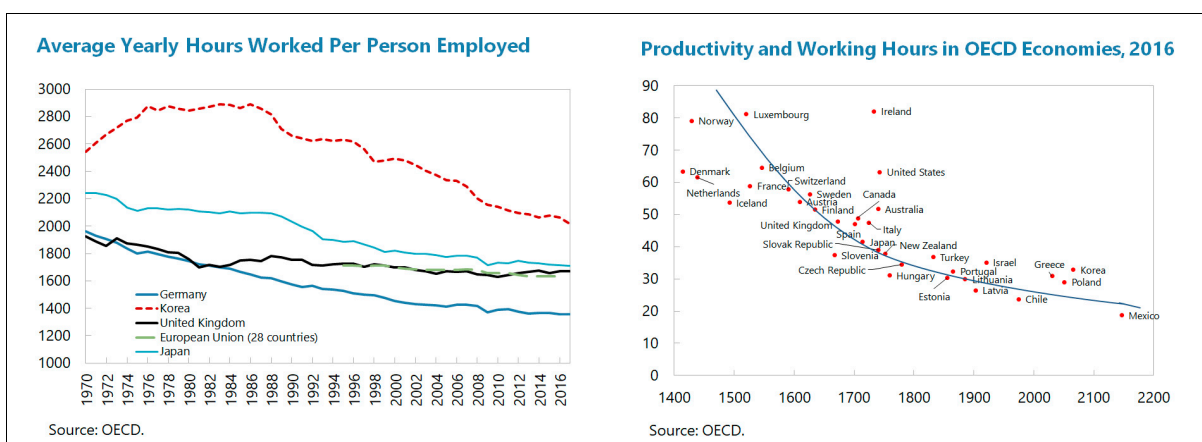 Average Yearly Hours Worked Per Person Employed
3000
2800
2600
2400
2200
2000
1800
1600
1400
1200
1000
Germany
Korea
United Kingdom
European Union (28 countries)
Japan
1970
1972
1974
1976
1978
1980
1982
1984
1986
1988
1990
1992
1994
1996
1998
2000
2002
2004
2006
2008
2010
2012
2014
2016
Source: OECD.
Productivity and Working Hours in OECD Economies, 2016
90
80
70
60
50
40
30
20
10
0
Norway
Luxembourg
Ireland
Denmark
Netherlands
Belgium
France
Switzerland
Iceland
Sweden
Austria
Finland
United States
Canada
Australia
United Kingdom
Spain
Italy
Slovak Republic
Japan
New Zealand
Slovenia
Turkey
Czech Republic
Hungary
Portugal
Israel
Greece
Korea
Estonia
Lithuania
Latvia
Poland
Chile
Mexico
1400
1500
1600
1700
1800
1900
2000
2100
2200
Source: OECD.